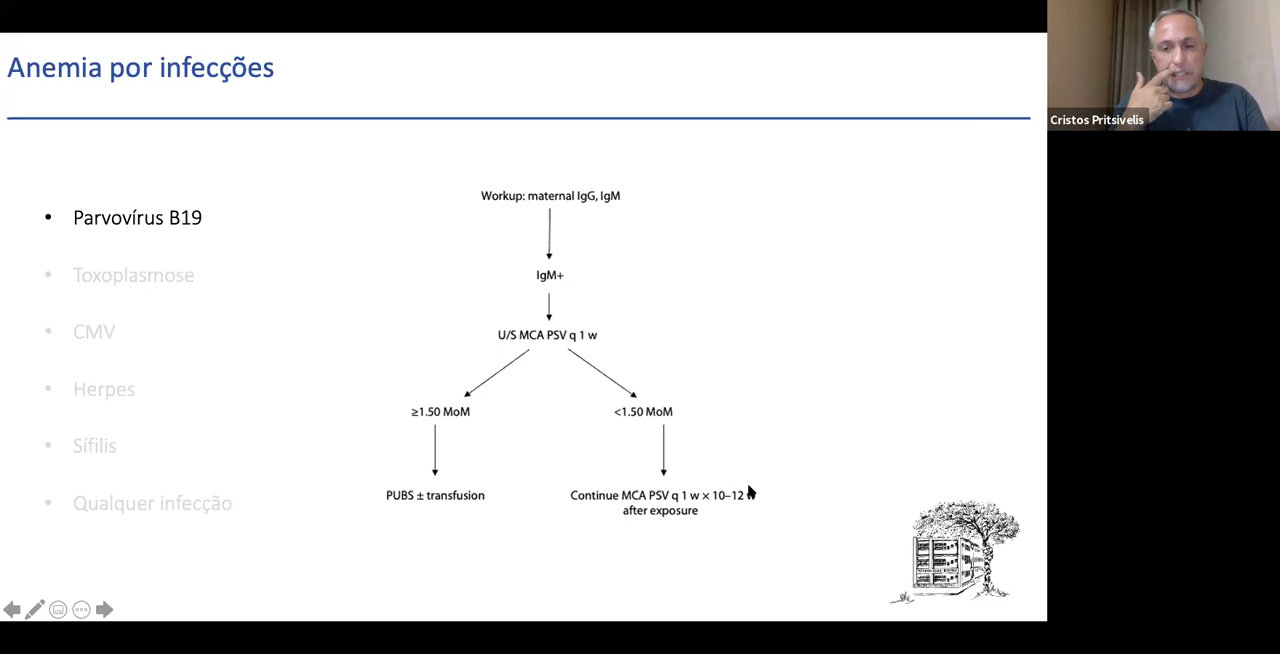 Anemia por infecções
Cristos Pritsivelis
• Parvovírus B19
• Toxoplasmose
• CMV
• Herpes
• Sífilis
• Qualquer infecção
Workup: maternal IgG, IgM
IgM+
U/S MCA PSV q 1 w
≥1.50 MoM
<1.50 MoM
PUBS ± transfusion
Continue MCA PSV q 1 w × 10–12 w
after exposure